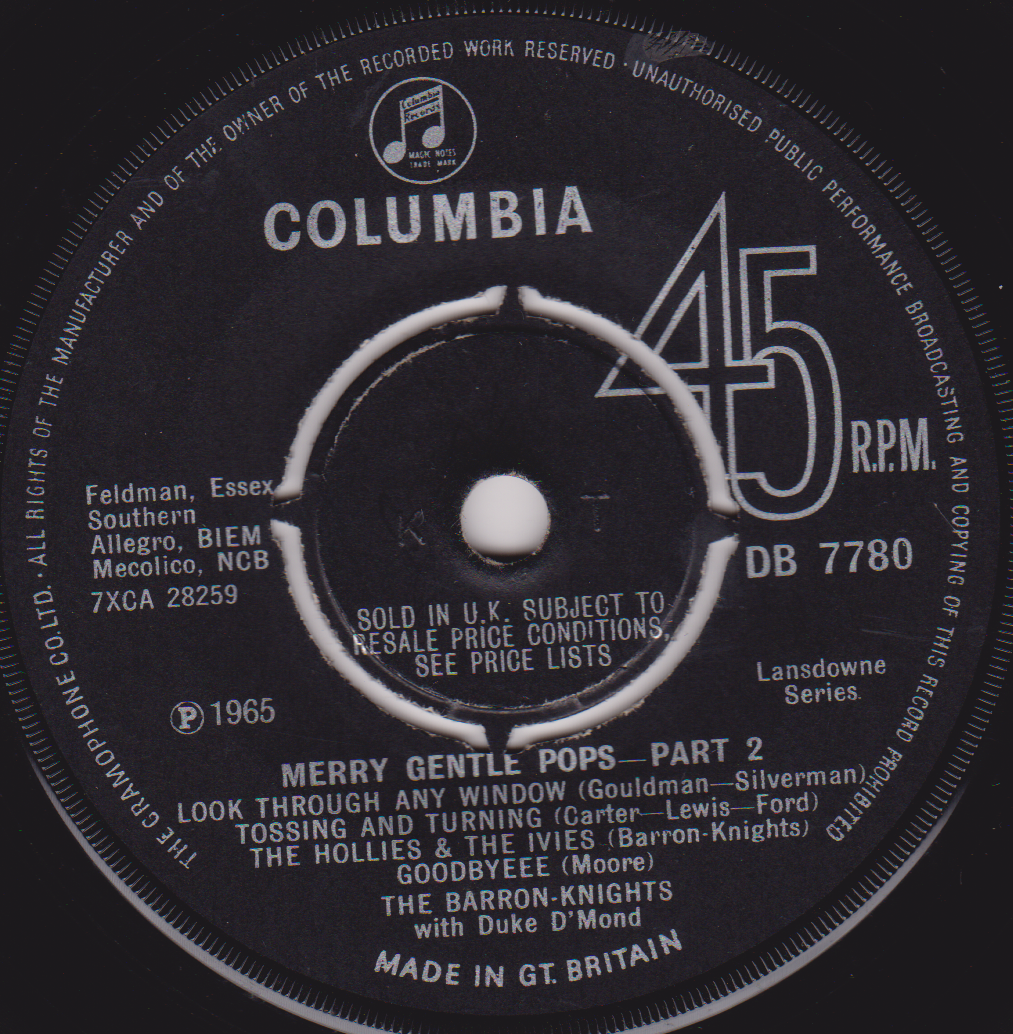 THE GRAMOPHONE CO. LTD. · ALL RIGHTS OF THE MANUFACTURER AND OF THE OWNER OF THE RECORDED WORK RESERVED · UNAUTHORISED PUBLIC PERFORMANCE BROADCASTING AND COPYING OF THIS RECORD PROHIBITED
Columbia
Records
MAGIC NOTES
TRADE MARK
COLUMBIA
45
R.P.M.
Feldman, Essex
Southern
Allegro, BIEM
Mecolico, NCB
7XCA 28259
K T
DB 7780
SOLD IN U.K. SUBJECT TO
RESALE PRICE CONDITIONS,
SEE PRICE LISTS
Lansdowne
Series.
Ⓟ 1965
MERRY GENTLE POPS—PART 2
LOOK THROUGH ANY WINDOW (Gouldman—Silverman)
TOSSING AND TURNING (Carter—Lewis—Ford)
THE HOLLIES & THE IVIES (Barron-Knights)
GOODBYEEE (Moore)
THE BARRON-KNIGHTS
with Duke D'Mond
MADE IN GT. BRITAIN